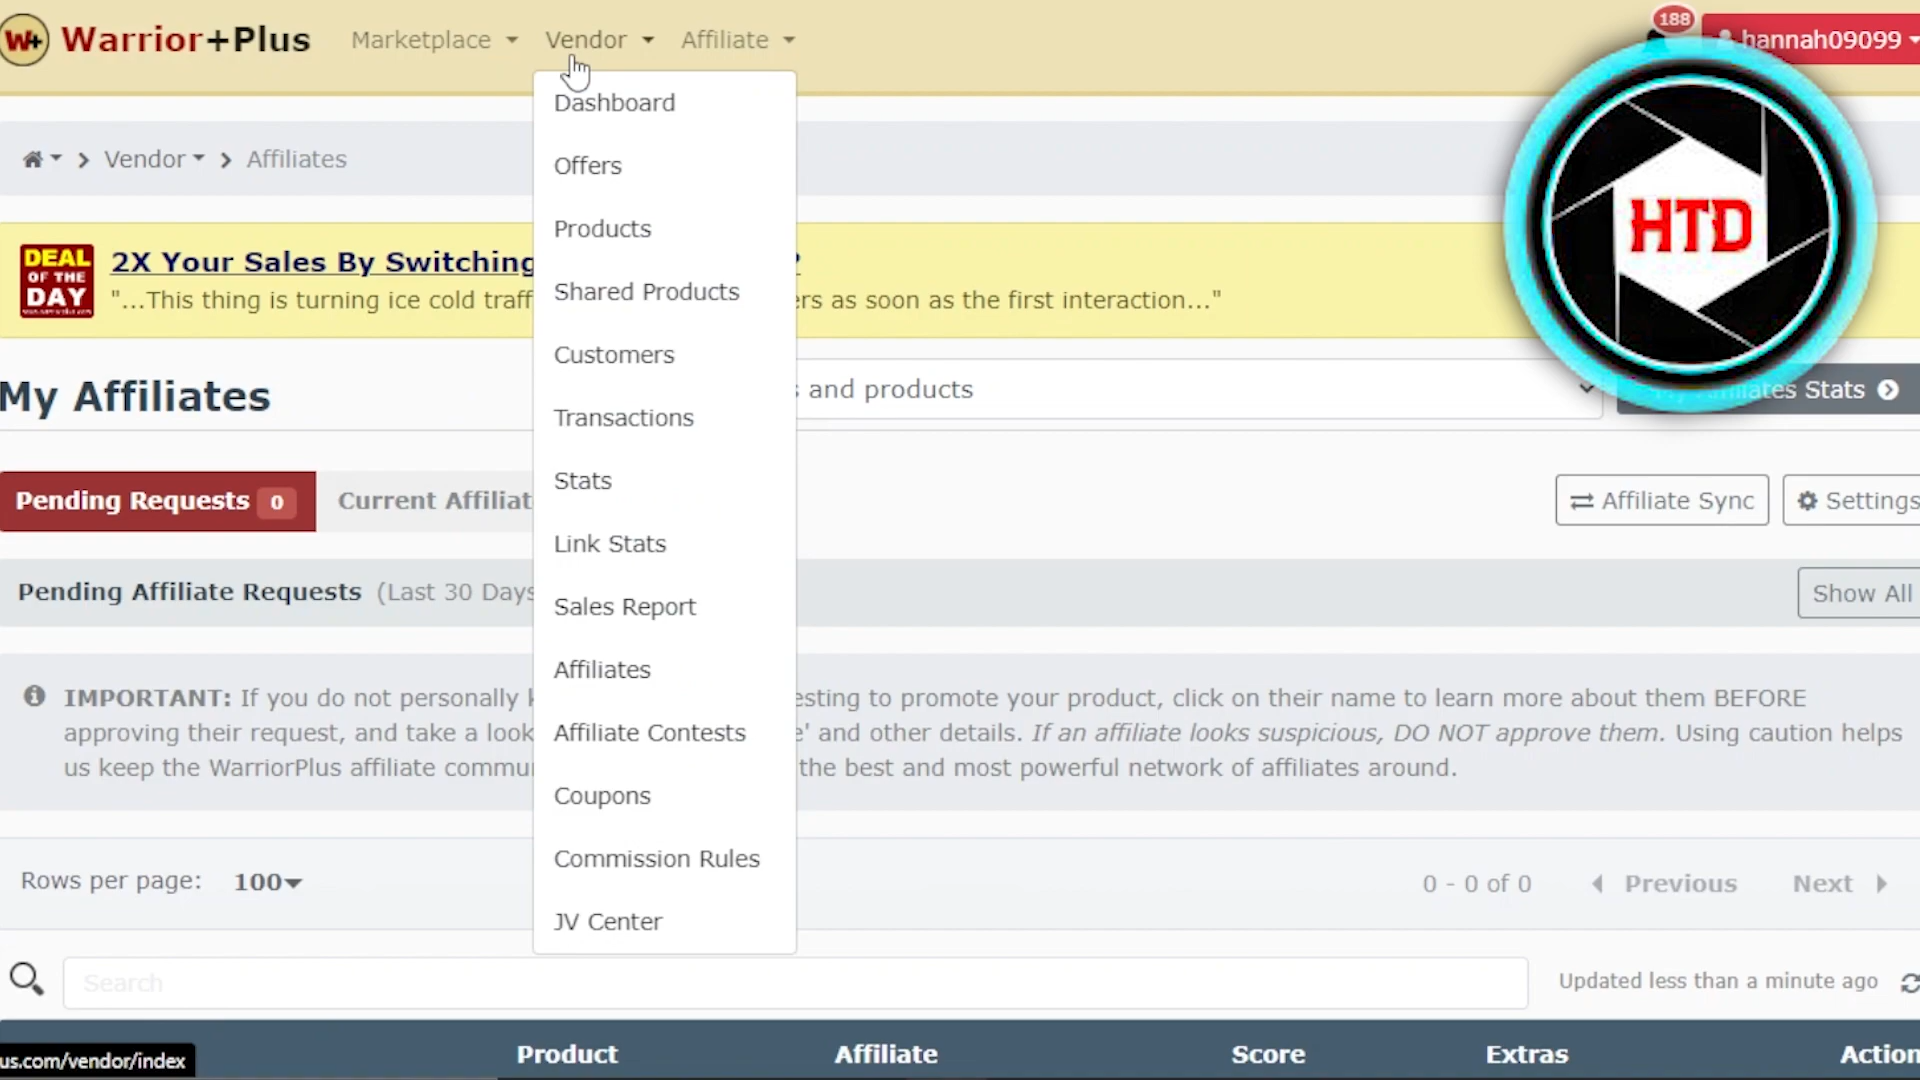 W+ Warrior+Plus Marketplace Vendor Affiliate 188 hannah09099
Dashboard
Offers
Products
Shared Products
Customers
Transactions
Stats
Link Stats
Sales Report
Affiliates
Affiliate Contests
Coupons
Commission Rules
JV Center
Vendor Affiliates
HTD
DEAL OF THE DAY
2X Your Sales By Switching
"...This thing is turning ice cold as soon as the first interaction..."
My Affiliates and products Stats
Pending Requests 0 Current Affiliate Sync Settings
Pending Affiliate Requests (Last 30 Days Show All
IMPORTANT: If you do not personally to promote your product, click on their name to learn more about them BEFORE
approving their request, and take a look and other details. If an affiliate looks suspicious, DO NOT approve them. Using caution helps
us keep the WarriorPlus affiliate the best and most powerful network of affiliates around.
Rows per page: 100 0 - 0 of 0 Previous Next
Search Updated less than a minute ago
Product Affiliate Score Extras Action
us.com/vendor/index